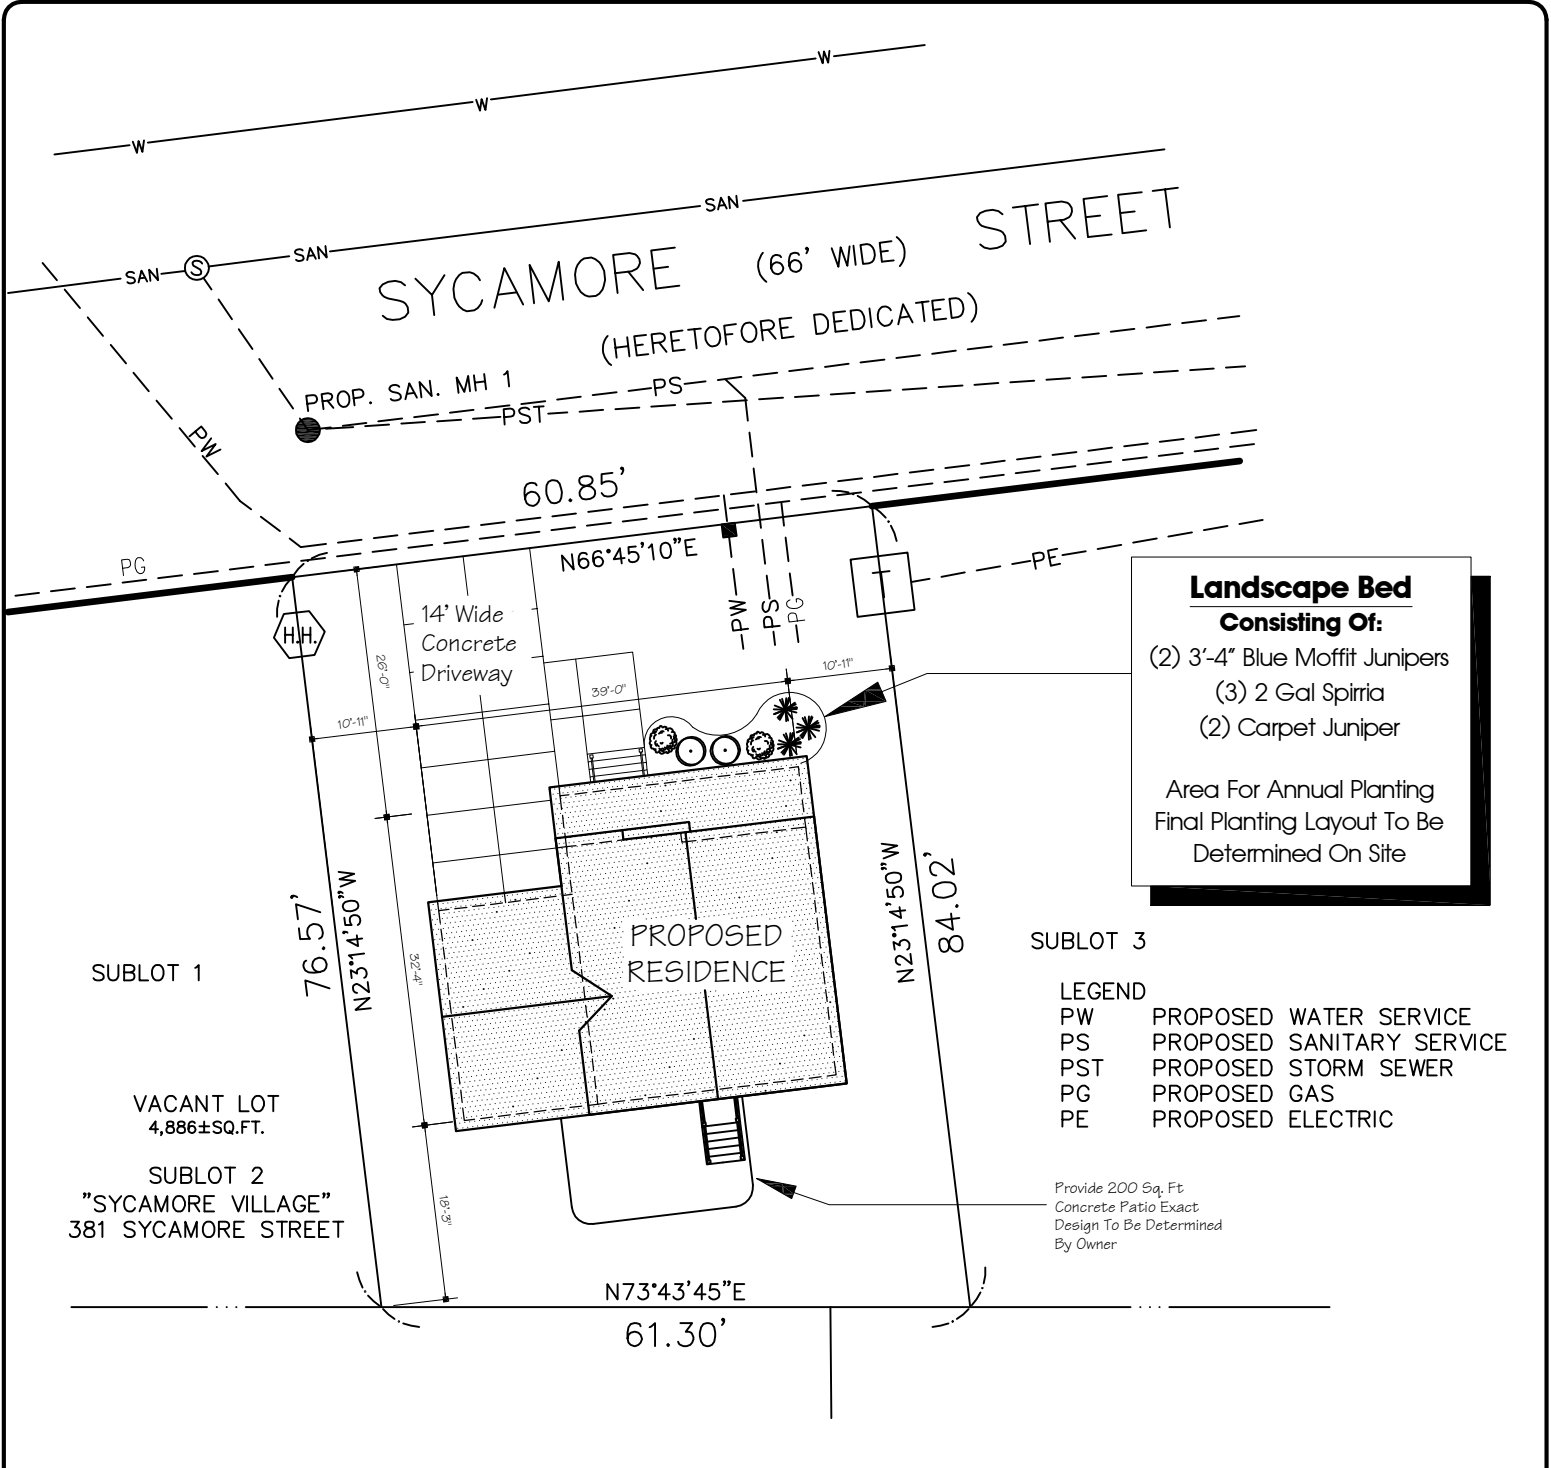 W
W
W
SAN
S
SAN
SAN
SYCAMORE (66' WIDE) STREET
(HERETOFORE DEDICATED)
PROP. SAN. MH 1
PS
PST
PW
60.85'
N66°45'10"E
PG
PE
H.H.
14' Wide
Concrete
Driveway
PW
PS
PG
T
26'-0"
10'-11"
39'-0"
10'-11"
Landscape Bed
Consisting Of:
(2) 3'-4" Blue Moffit Junipers
(3) 2 Gal Spirria
(2) Carpet Juniper
Area For Annual Planting
Final Planting Layout To Be
Determined On Site
76.57'
N23°14'50"W
32'-4"
PROPOSED
RESIDENCE
N23°14'50"W
84.02'
SUBLOT 1
SUBLOT 3
LEGEND
PW PROPOSED WATER SERVICE
PS PROPOSED SANITARY SERVICE
PST PROPOSED STORM SEWER
PG PROPOSED GAS
PE PROPOSED ELECTRIC
VACANT LOT
4,886±SQ.FT.
SUBLOT 2
"SYCAMORE VILLAGE"
381 SYCAMORE STREET
18'-3"
Provide 200 Sq. Ft
Concrete Patio Exact
Design To Be Determined
By Owner
N73°43'45"E
61.30'